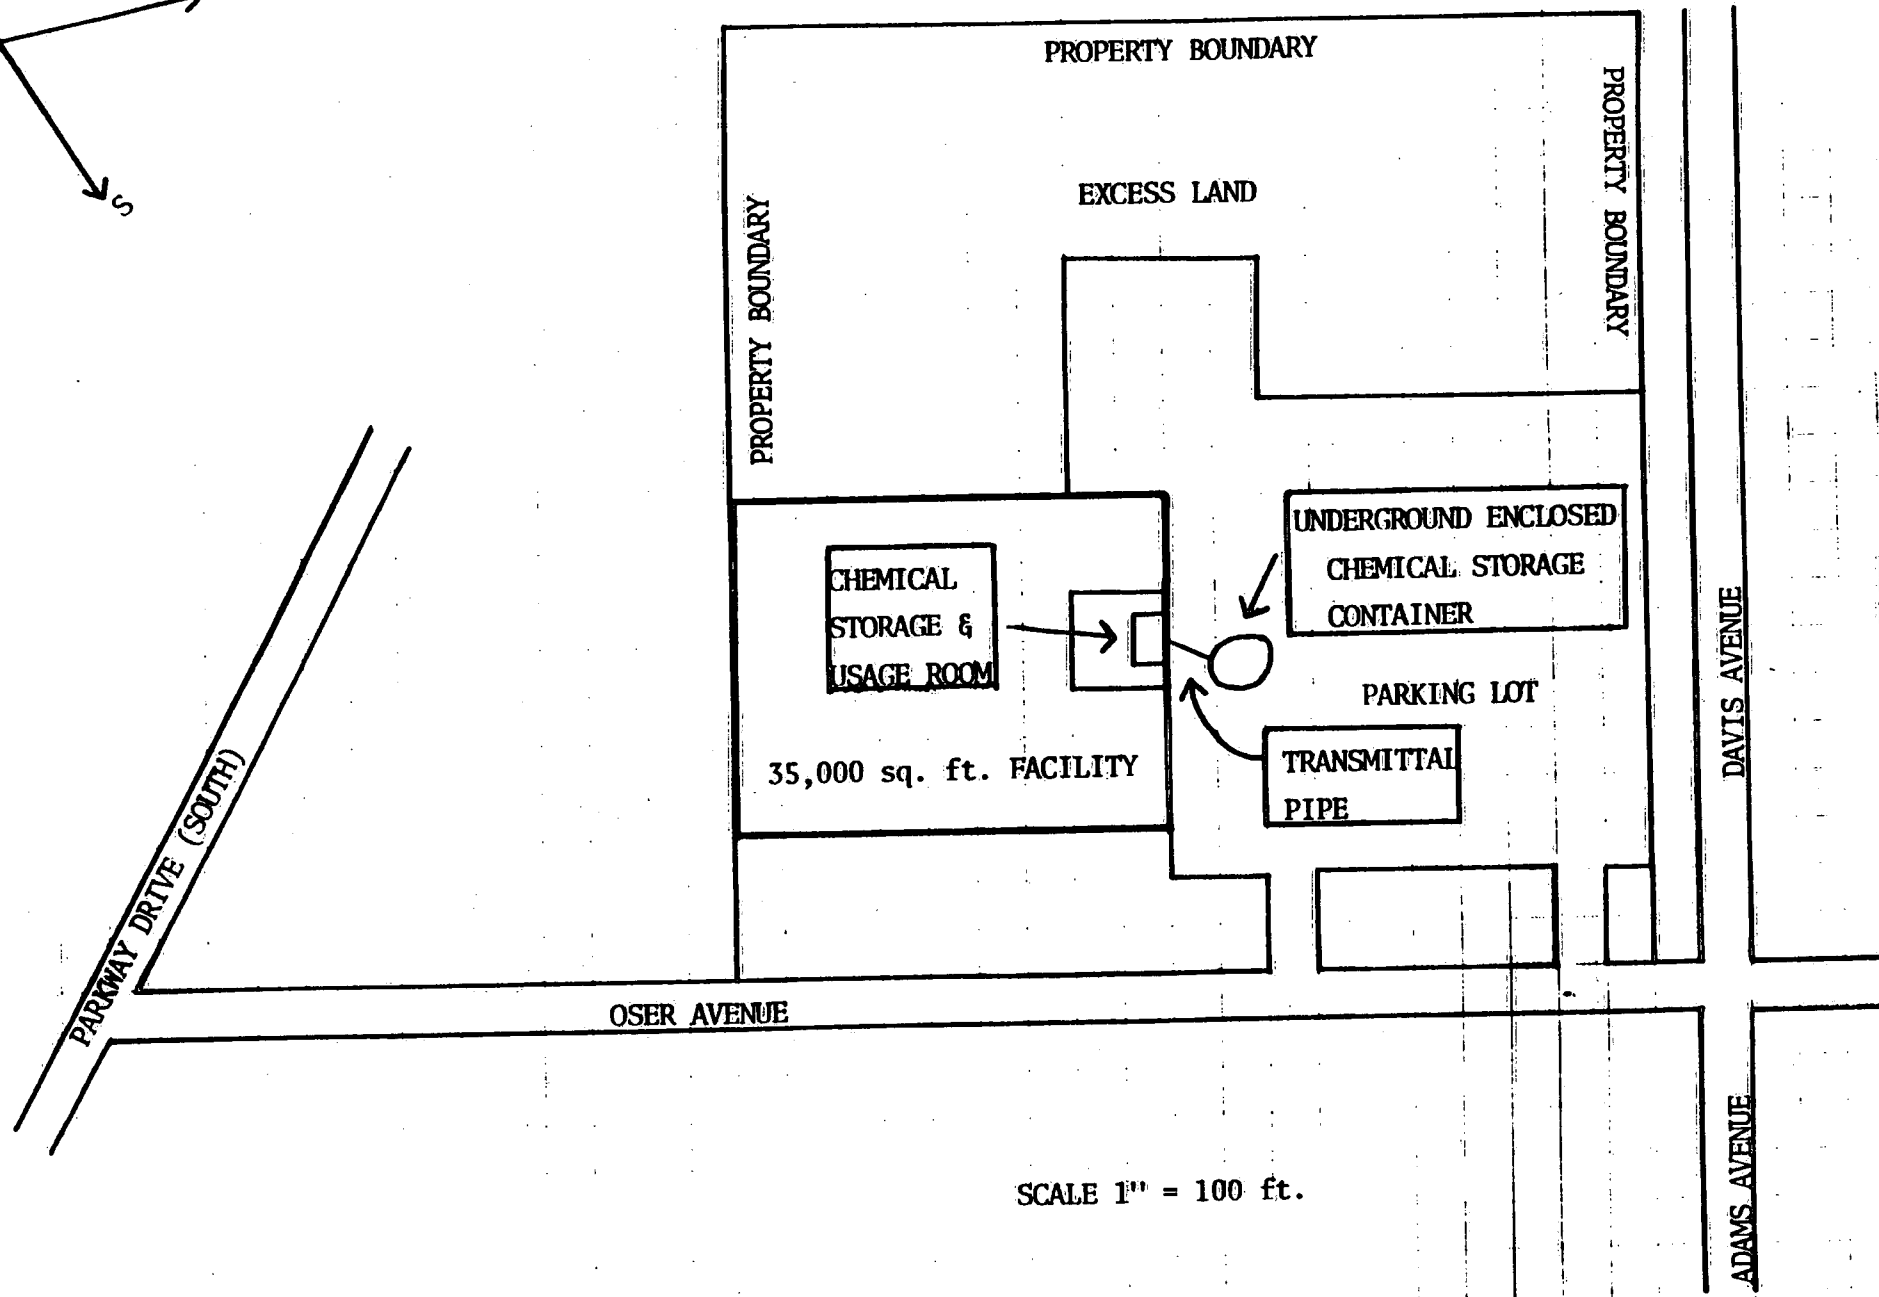 PROPERTY BOUNDARY
PROPERTY BOUNDARY
S
EXCESS LAND
PROPERTY BOUNDARY
UNDERGROUND ENCLOSED
CHEMICAL STORAGE
CONTAINER
CHEMICAL
STORAGE &
USAGE ROOM
PARKING LOT
DAVIS AVENUE
35,000 sq. ft. FACILITY
TRANSMITTAL
PIPE
PARKWAY DRIVE (SOUTH)
OSER AVENUE
ADAMS AVENUE
SCALE 1" = 100 ft.